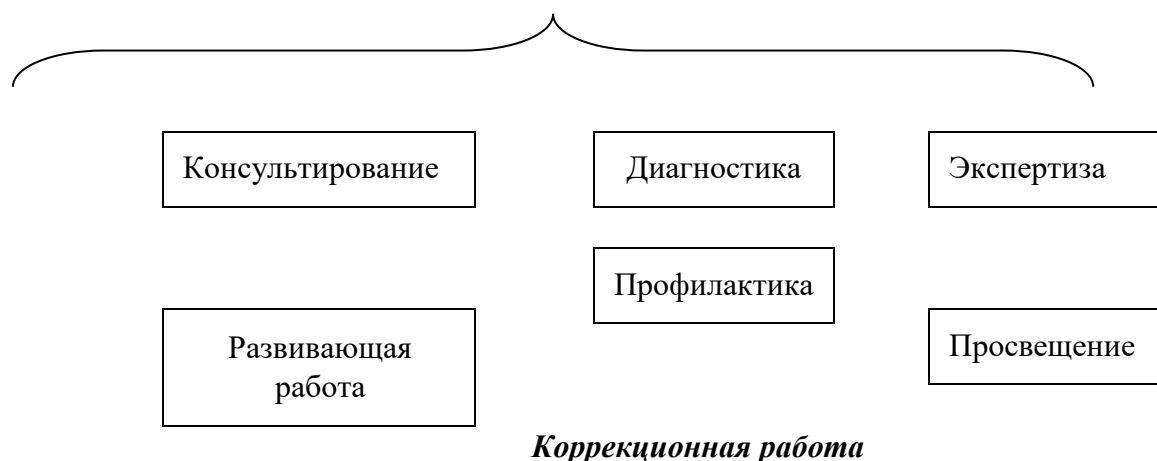 Консультирование
Диагностика
Экспертиза
Профилактика
Развивающая
работа
Просвещение
Коррекционная работа